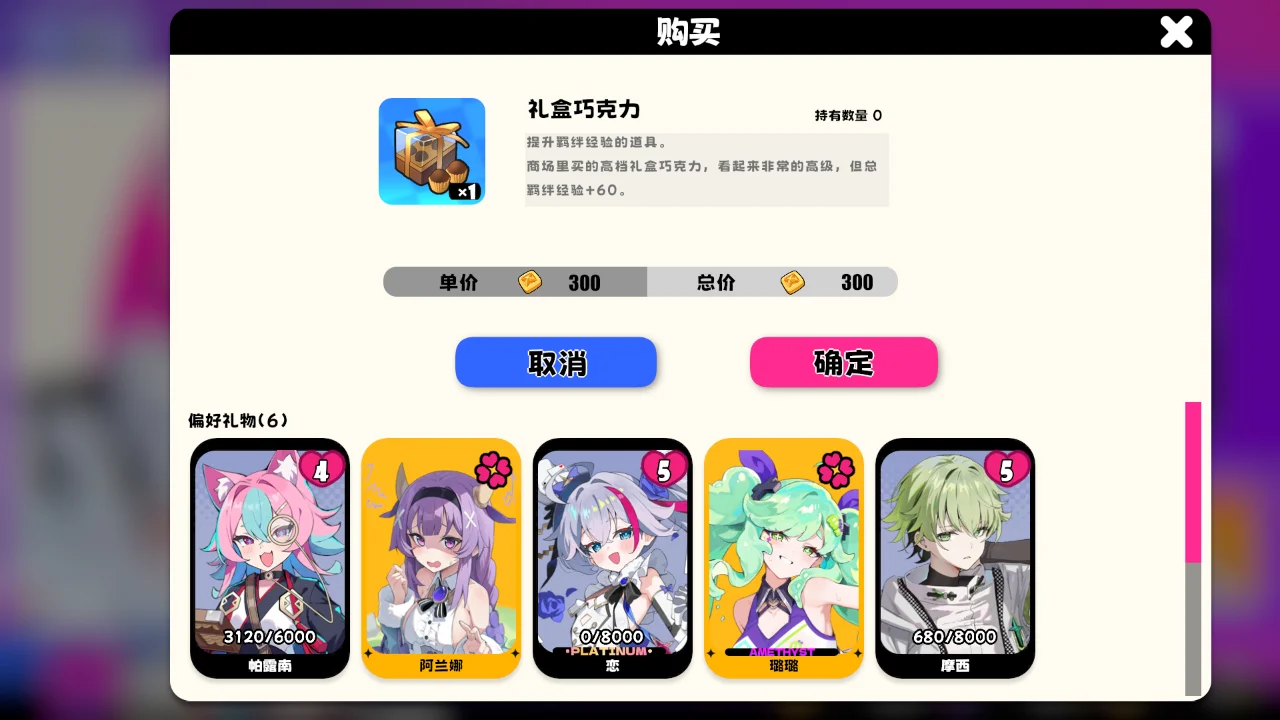 购买
礼盒巧克力
持有数量 0
×1
提升羁绊经验的道具。
商场里买的高档礼盒巧克力，看起来非常的高级，但总
羁绊经验+60。
单价 300 总价 300
取消 确定
偏好礼物(6)
4 5 5
3120/6000 0/8000 680/8000
•PLATINUM• AMETHYST
帕露南 阿兰娜 恋 璐璐 摩西